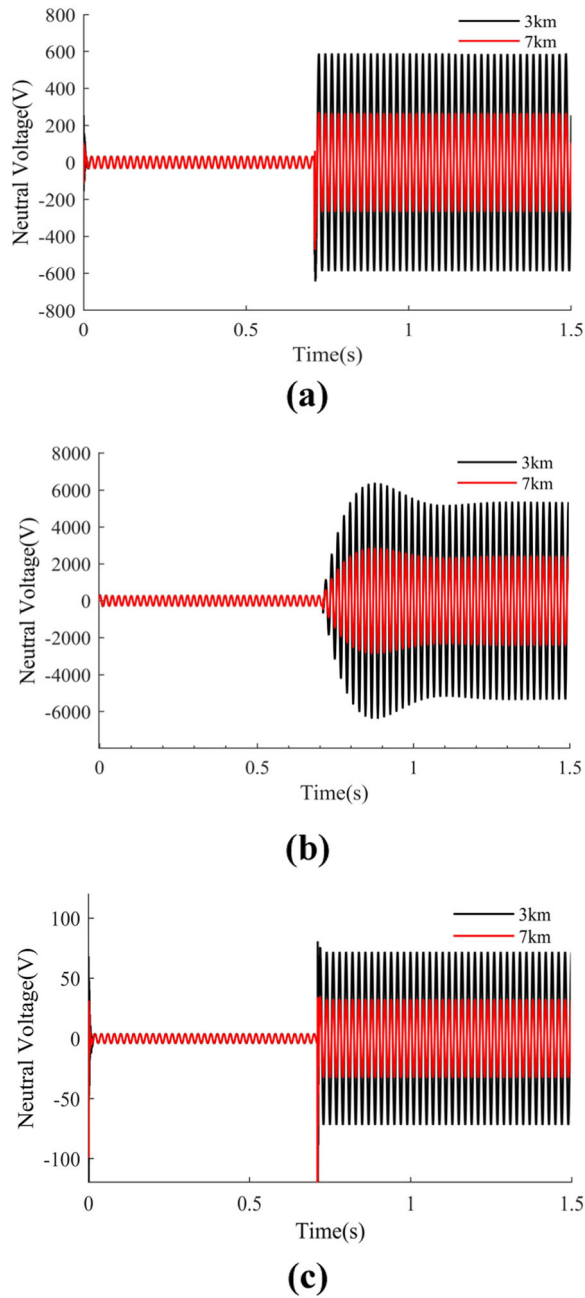 800
600
400
200
0
-200
-400
-600
-800
Neutral Voltage(V)
3km
7km
0 0.5 1 1.5
Time(s)
(a)
8000
6000
4000
2000
0
-2000
-4000
-6000
Neutral Voltage(V)
3km
7km
0 0.5 1 1.5
Time(s)
(b)
100
50
0
-50
-100
Neutral Voltage(V)
3km
7km
0 0.5 1 1.5
Time(s)
(c)